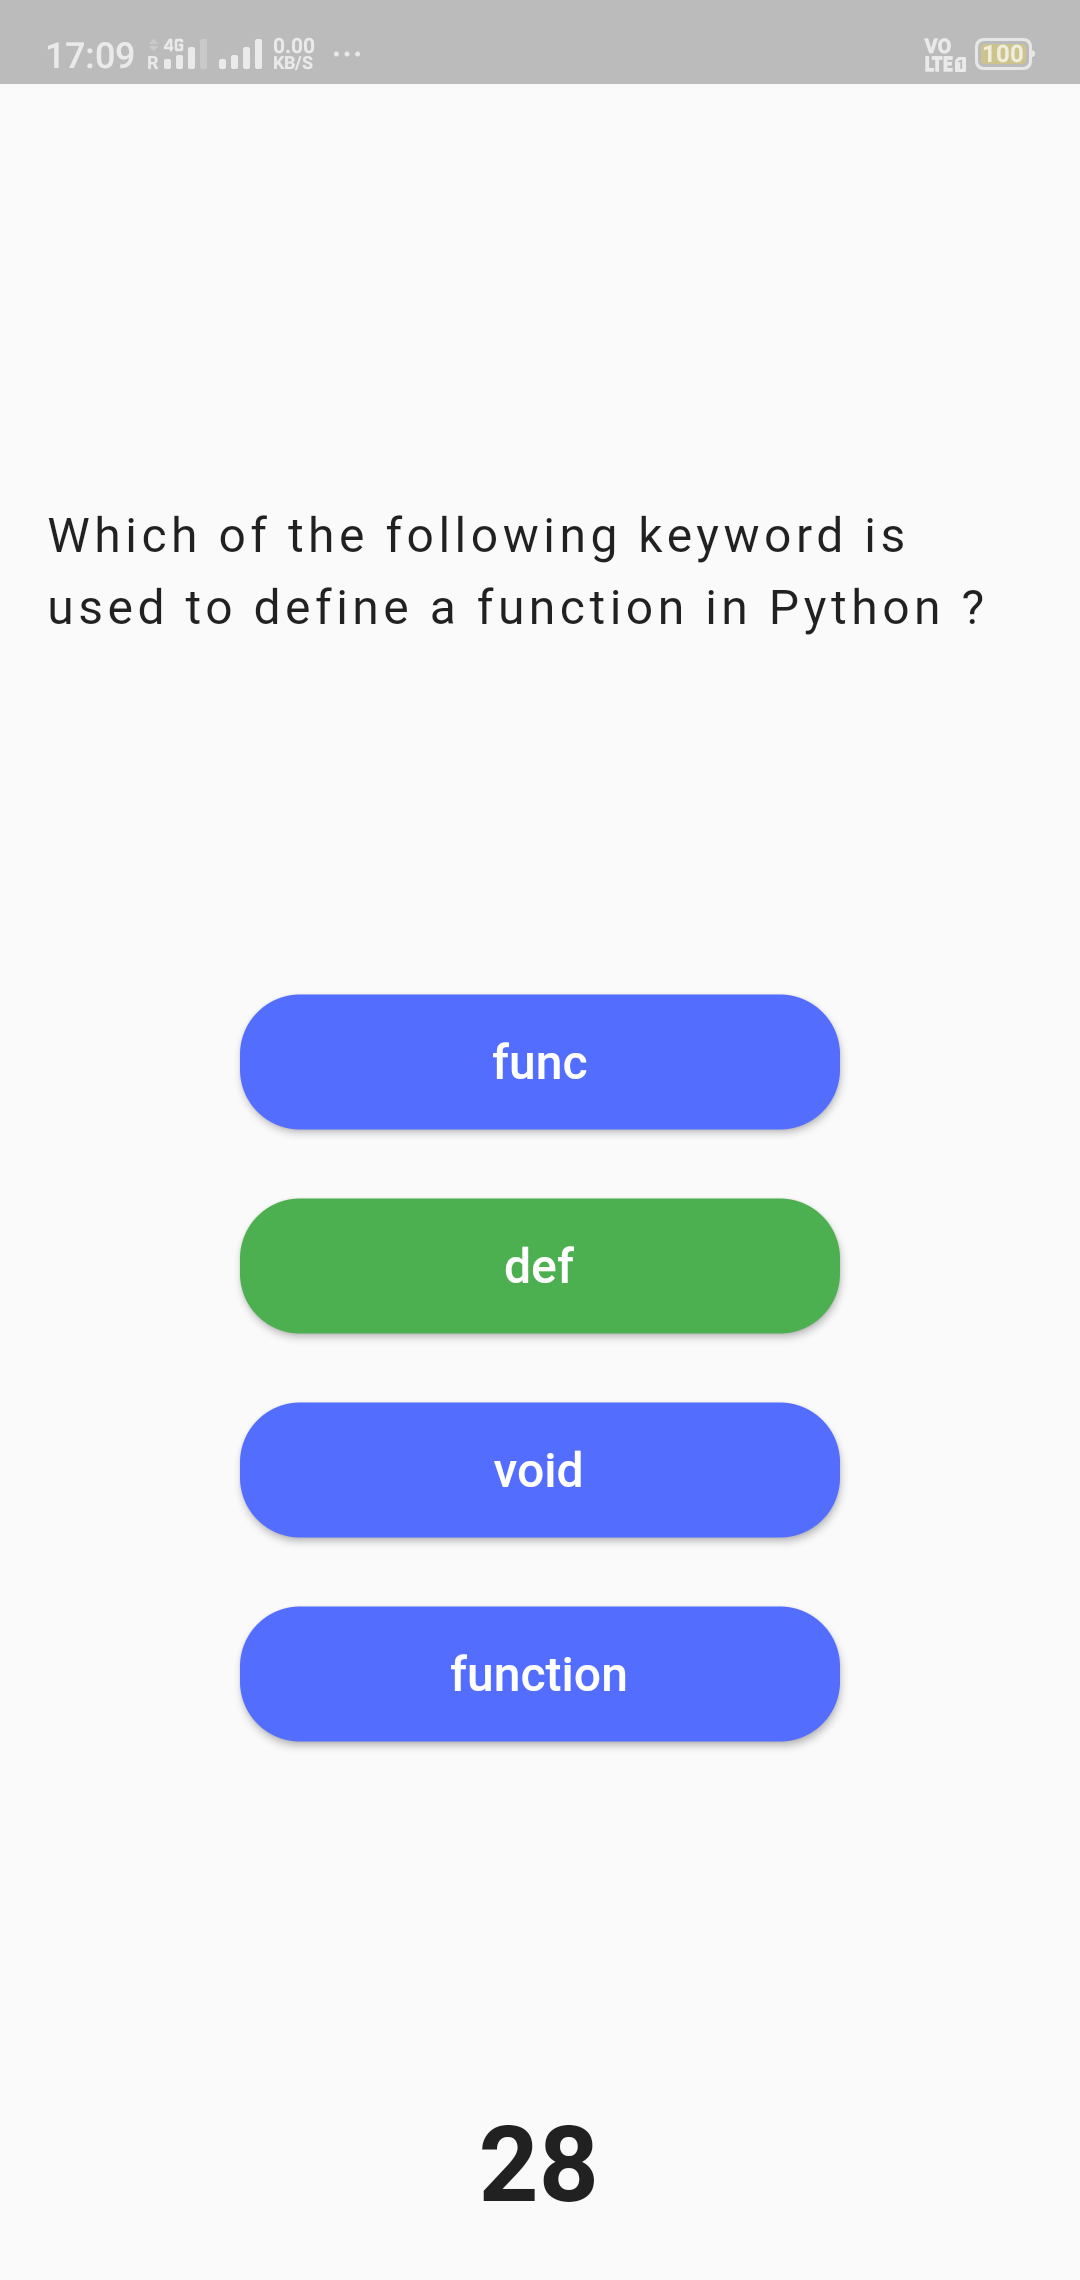 17:09 R 4G 0.00 KB/S ... VO LTE 1 100
Which of the following keyword is
used to define a function in Python ?
func
def
void
function
28